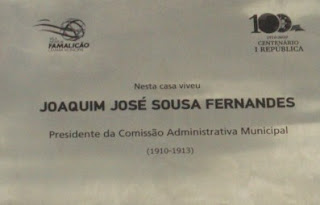 FAMALICÃO
100
CENTENÁRIO
I REPÚBLICA
Nesta casa viveu
JOAQUIM JOSÉ SOUSA FERNANDES
Presidente da Comissão Administrativa Municipal
(1910-1913)